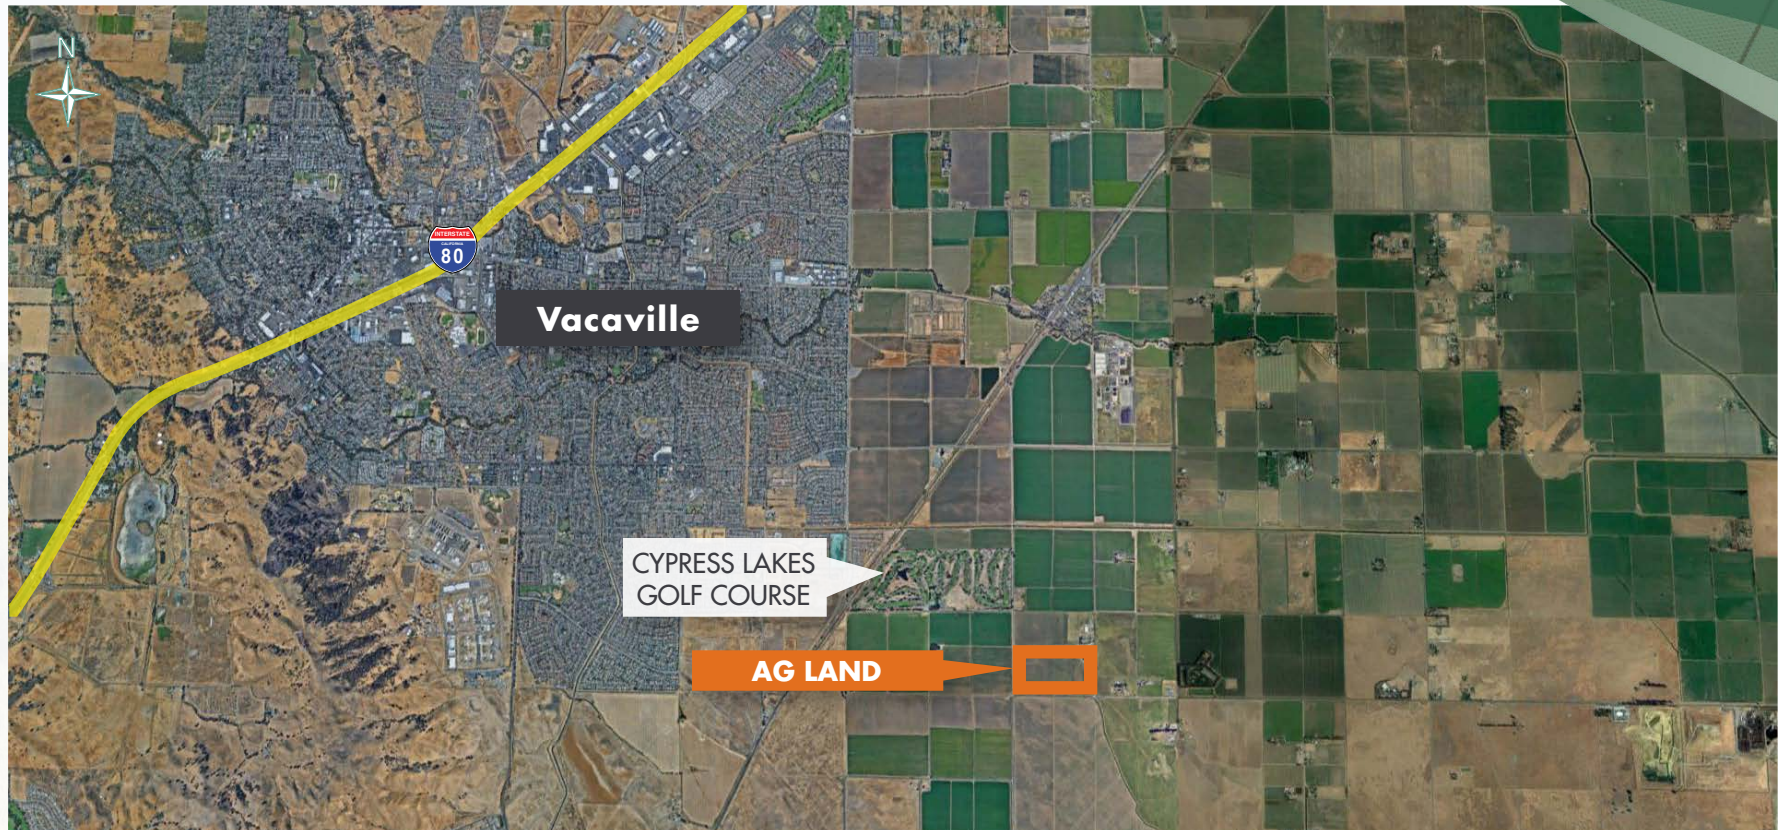 N
INTERSTATE
CALIFORNIA
80
Vacaville
CYPRESS LAKES
GOLF COURSE
AG LAND